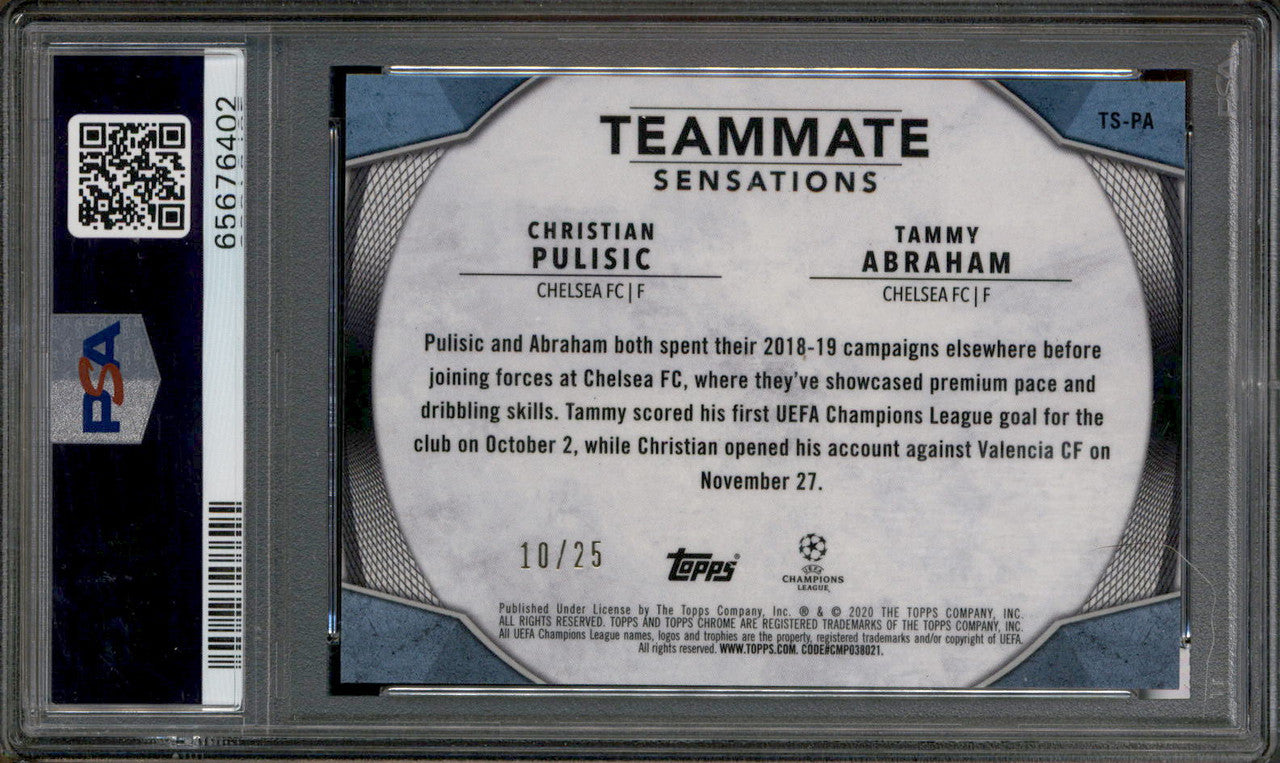 65676402
PSA
TS-PA
TEAMMATE
SENSATIONS
CHRISTIAN
PULISIC
CHELSEA FC | F
TAMMY
ABRAHAM
CHELSEA FC | F
Pulisic and Abraham both spent their 2018-19 campaigns elsewhere before
joining forces at Chelsea FC, where they've showcased premium pace and
dribbling skills. Tammy scored his first UEFA Champions League goal for the
club on October 2, while Christian opened his account against Valencia CF on
November 27.
10/25
Topps®
UEFA
CHAMPIONS
LEAGUE
Published Under License by The Topps Company, Inc. ® & © 2020 THE TOPPS COMPANY, INC.
ALL RIGHTS RESERVED. TOPPS AND TOPPS CHROME ARE REGISTERED TRADEMARKS OF THE TOPPS COMPANY, INC.
All UEFA Champions League names, logos and trophies are the property, registered trademarks and/or copyright of UEFA.
All rights reserved. WWW.TOPPS.COM. CODE#CMP038021.